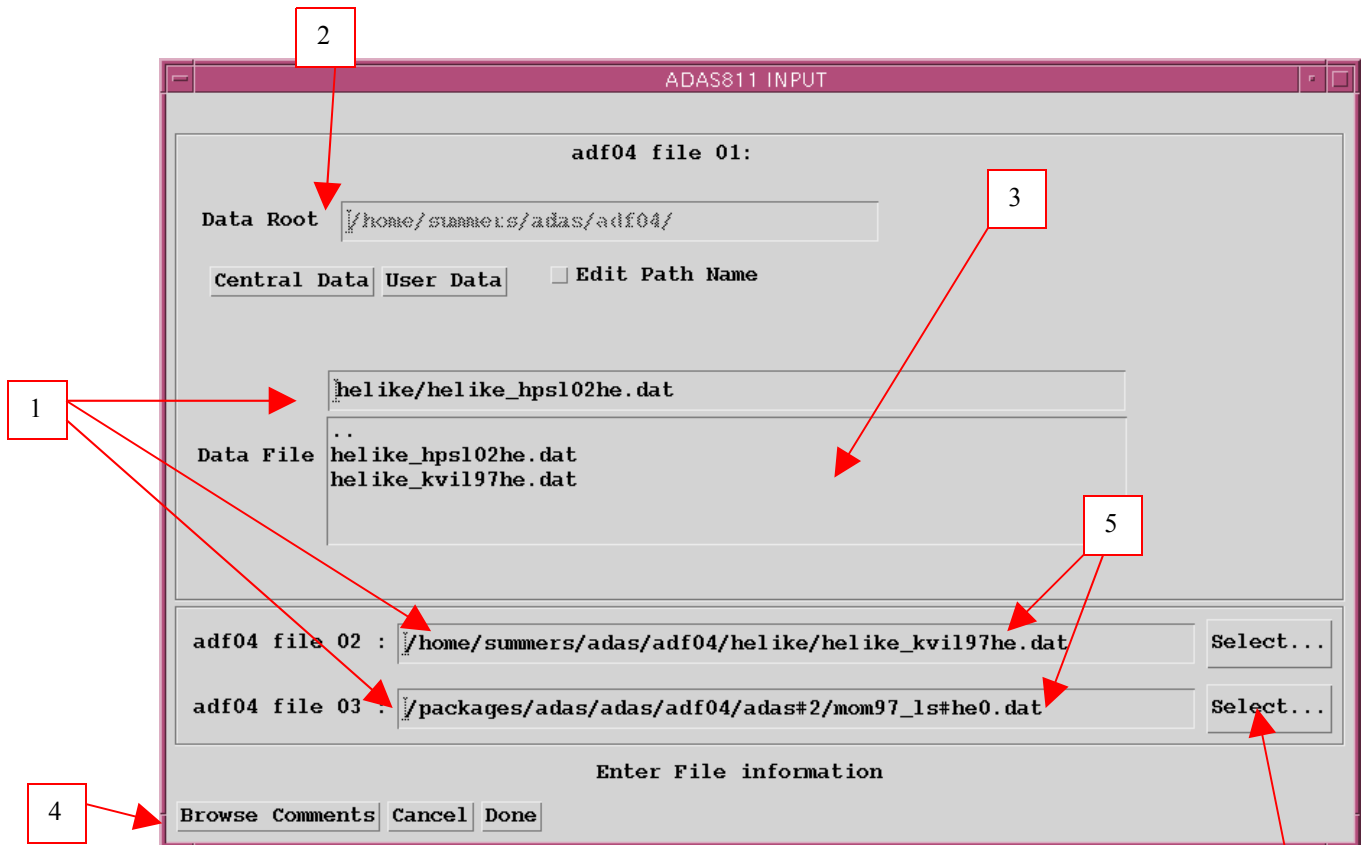 2
ADAS811 INPUT
adf04 file 01:
3
Data Root /home/summers/adas/adf04/
Central Data User Data Edit Path Name
helike/helike_hpsl02he.dat
1
..
Data File helike_hpsl02he.dat
helike_kvil97he.dat
5
adf04 file 02 : /home/summers/adas/adf04/helike/helike_kvil97he.dat Select...
adf04 file 03 : /packages/adas/adas/adf04/adas#2/mom97_ls#he0.dat Select...
Enter File information
4
Browse Comments Cancel Done